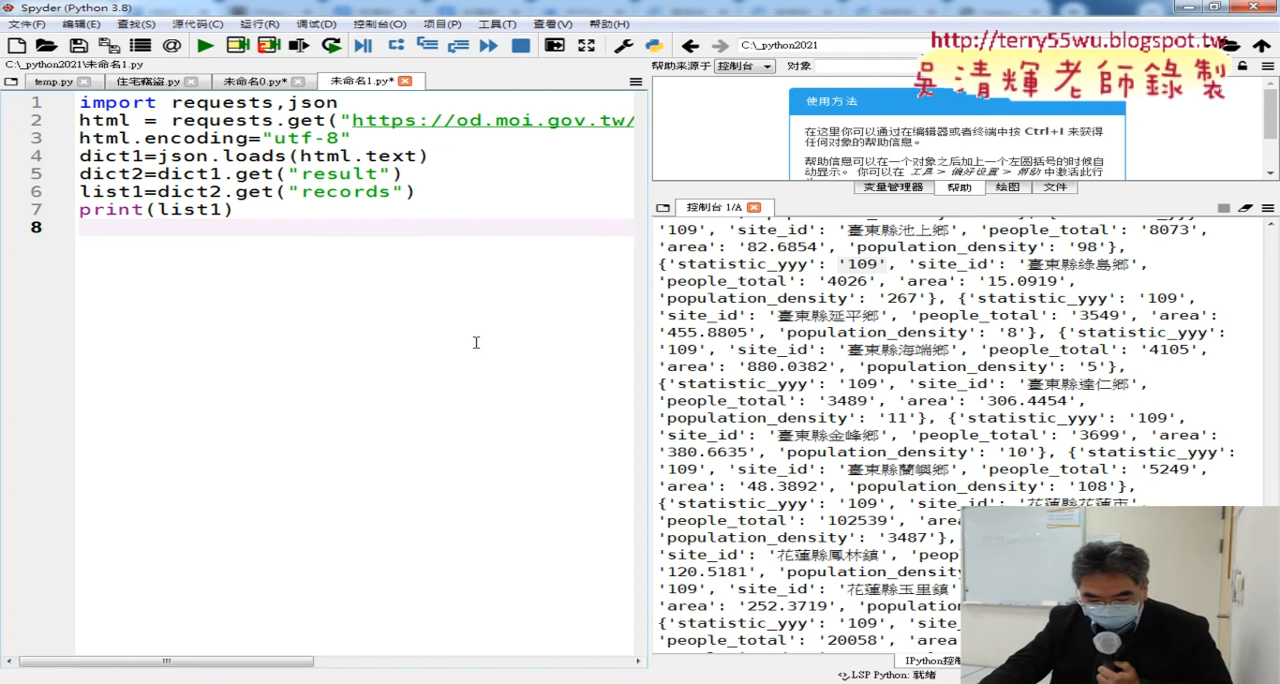 Spyder (Python 3.8)
文件(F) 编辑(E) 查找(S) 源代码(C) 运行(R) 调试(D) 控制台(O) 项目(P) 工具(T) 查看(V) 帮助(H)
C:\_python2021
http://terry55wu.blogspot.tw
吳清輝老師錄製
C:\_python2021\未命名1.py
temp.py 住宅竊盜.py 未命名0.py* 未命名1.py*
1 import requests,json
2 html = requests.get("https://od.moi.gov.tw/
3 html.encoding="utf-8"
4 dict1=json.loads(html.text)
5 dict2=dict1.get("result")
6 list1=dict2.get("records")
7 print(list1)
8
帮助来源于 控制台 对象
使用方法
在这里你可以通过在编辑器或者终端中按 Ctrl+I 来获得
任何对象的帮助信息。
帮助信息可以在一个对象之后加上一个左圆括号的时候自
动显示。 你可以在 工具 > 偏好设置 > 帮助 中激活此行
变量管理器 帮助 绘图 文件
控制台 1/A
'109', 'site_id': '臺東縣池上鄉', 'people_total': '8073',
'area': '82.6854', 'population_density': '98'},
{'statistic_yyy': '109', 'site_id': '臺東縣綠島鄉',
'people_total': '4026', 'area': '15.0919',
'population_density': '267'}, {'statistic_yyy': '109',
'site_id': '臺東縣延平鄉', 'people_total': '3549', 'area':
'455.8805', 'population_density': '8'}, {'statistic_yyy':
'109', 'site_id': '臺東縣海端鄉', 'people_total': '4105',
'area': '880.0382', 'population_density': '5'},
{'statistic_yyy': '109', 'site_id': '臺東縣達仁鄉',
'people_total': '3489', 'area': '306.4454',
'population_density': '11'}, {'statistic_yyy': '109',
'site_id': '臺東縣金峰鄉', 'people_total': '3699', 'area':
'380.6635', 'population_density': '10'}, {'statistic_yyy':
'109', 'site_id': '臺東縣蘭嶼鄉', 'people_total': '5249',
'area': '48.3892', 'population_density': '108'},
{'statistic_yyy': '109', 'site_id': '花蓮縣花蓮市',
'people_total': '102539', 'area
'population_density': '3487'},
'site_id': '花蓮縣鳳林鎮', 'peop
'120.5181', 'population_density
'109', 'site_id': '花蓮縣玉里鎮'
'area': '252.3719', 'population
{'statistic_yyy': '109', 'site_
'people_total': '20058', 'area
IPython控制
LSP Python: 就绪